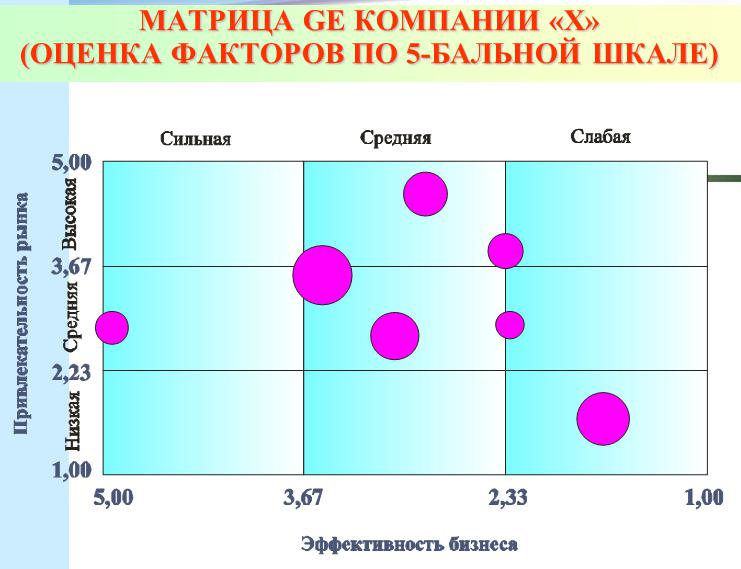 МАТРИЦА GE КОМПАНИИ «Х»
(ОЦЕНКА ФАКТОРОВ ПО 5-БАЛЬНОЙ ШКАЛЕ)
Сильная
Средняя
Слабая
Привлекательность рынка
Высокая
Средняя
Низкая
5,00
3,67
2,23
1,00
5,00
3,67
2,33
1,00
Эффективность бизнеса